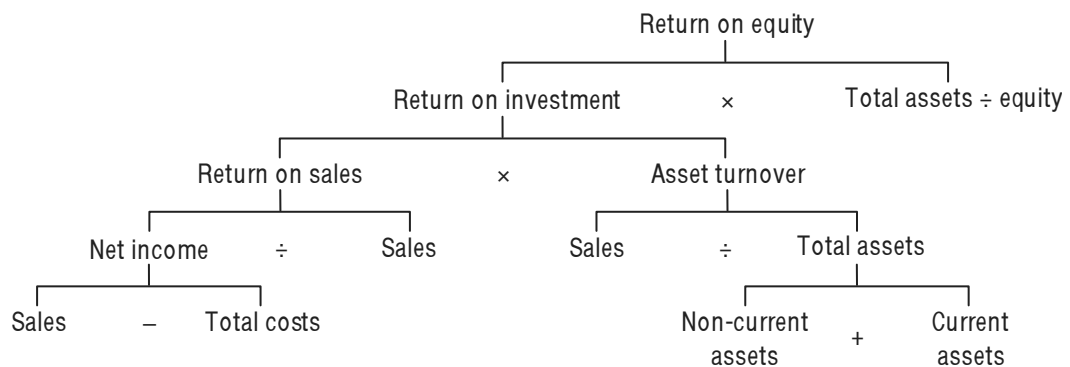 Return on equity
Return on investment × Total assets ÷ equity
Return on sales × Asset turnover
Net income ÷ Sales Sales ÷ Total assets
Sales – Total costs Non-current assets + Current assets